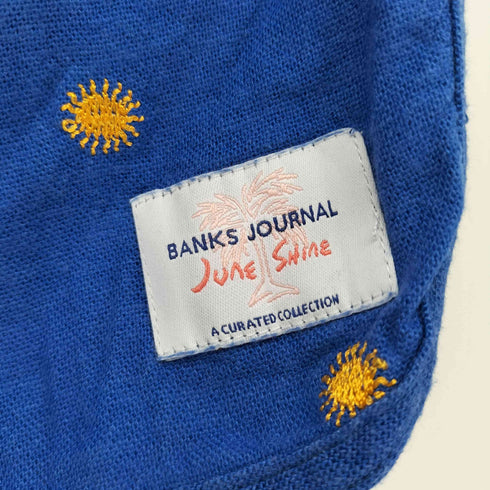 BANKS JOURNAL
JUNE SHINE
A CURATED COLLECTION